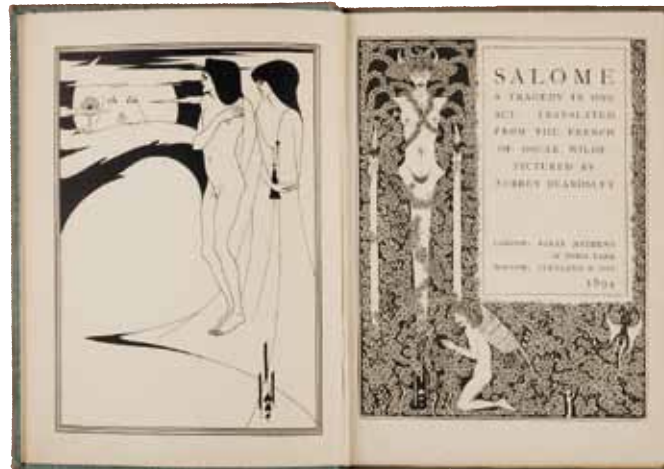 SALOME
A TRAGEDY IN ONE
ACT: TRANSLATED
FROM THE FRENCH
OF OSCAR WILDE
PICTURED BY
AUBREY BEARDSLEY
LONDON: ELKIN MATHEWS
& JOHN LANE
BOSTON: COPELAND & DAY
1894